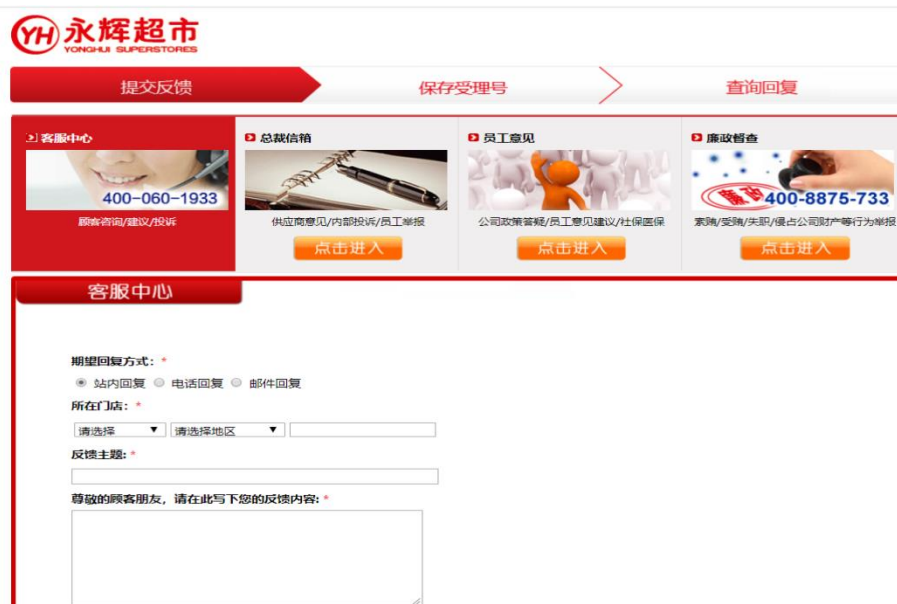 YH 永辉超市
YONGHUI SUPERSTORES
提交反馈 保存受理号 查询回复
客服中心 总裁信箱 员工意见 廉政督查
400-060-1933 廉政 400-8875-733
顾客咨询/建议/投诉 供应商意见/内部投诉/员工举报 公司政策答疑/员工意见建议/社保医保 索贿/受贿/失职/侵占公司财产等行为举报
点击进入 点击进入 点击进入
客服中心
期望回复方式: *
站内回复 电话回复 邮件回复
所在门店: *
请选择 请选择地区
反馈主题: *
尊敬的顾客朋友，请在此写下您的反馈内容: *